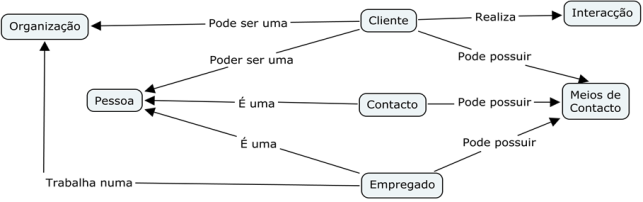 Cliente
Realiza
Interacção
Organização
Pode ser uma
Poder ser uma
Pode possuir
Pessoa
É uma
Contacto
Pode possuir
Meios de
Contacto
É uma
Pode possuir
Trabalha numa
Empregado